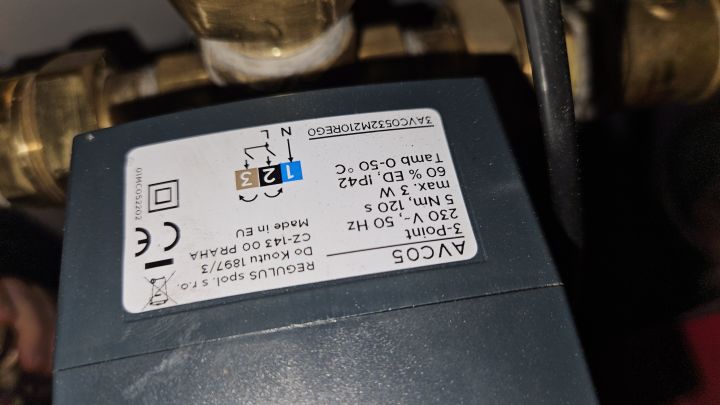 AVC05
3-Point
230 V~, 50 Hz
5 Nm, 120 s
max. 3 W
60 % ED, IP42
Tamb 0-50 °C
3AVC0532M210REG0
REGULUS spol. s r.o.
Do Koutu 1897/3
CZ-143 00 PRAHA
Made in EU
1 2 3
N L
CE
01MC052202